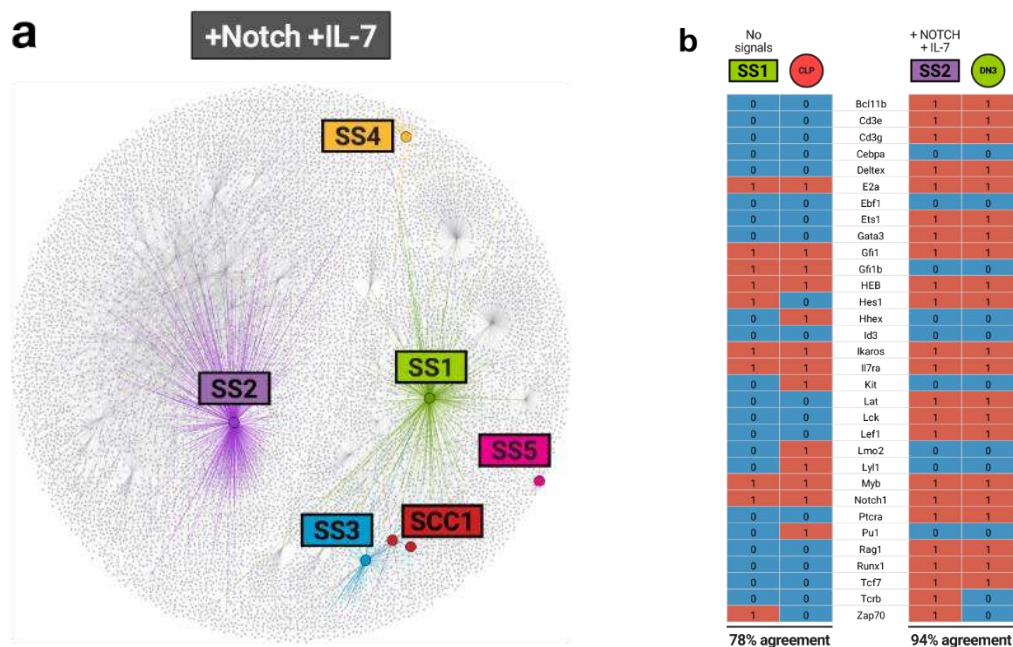 a
+Notch +IL-7
SS4
SS2
SS1
SS5
SS3
SCC1
b
No
signals
+ NOTCH
+ IL-7
SS1 CLP SS2 DN3
0 0 Bcl11b 1 1
0 0 Cd3e 1 1
0 0 Cd3g 1 1
0 0 Cebpa 0 0
0 0 Deltex 1 1
1 1 E2a 1 1
0 0 Ebf1 0 0
0 0 Ets1 1 1
0 0 Gata3 1 1
1 1 Gfi1 1 1
1 1 Gfi1b 0 0
1 1 HEB 1 1
1 0 Hes1 1 1
0 1 Hhex 0 0
0 0 Id3 0 0
1 1 Ikaros 1 1
1 1 Il7ra 1 1
0 1 Kit 0 0
0 0 Lat 1 1
0 0 Lck 1 1
0 0 Lef1 1 1
0 1 Lmo2 0 0
0 1 Lyl1 0 0
1 1 Myb 1 1
1 1 Notch1 1 1
0 0 Ptcra 1 1
0 1 Pu1 0 0
0 0 Rag1 1 1
0 0 Runx1 1 1
0 0 Tcf7 1 1
0 0 Tcrb 1 0
1 0 Zap70 1 0
78% agreement 94% agreement